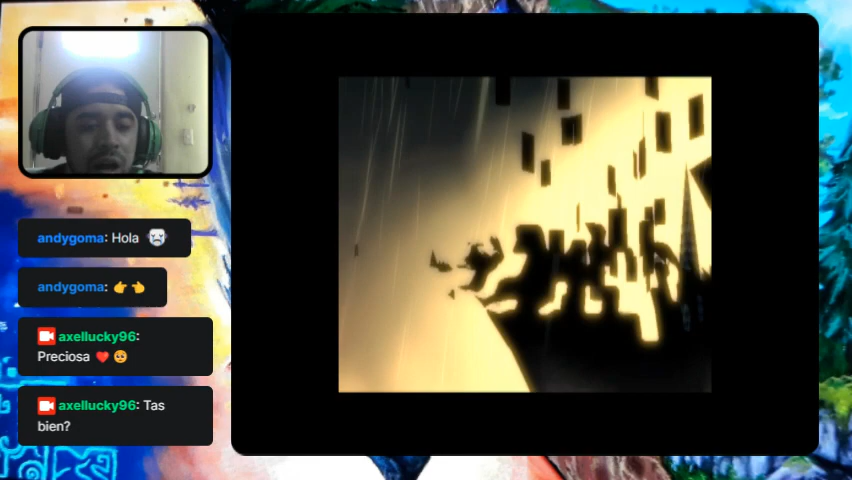 andygoma: Hola
andygoma:
axellucky96:
Preciosa
axellucky96: Tas
bien?